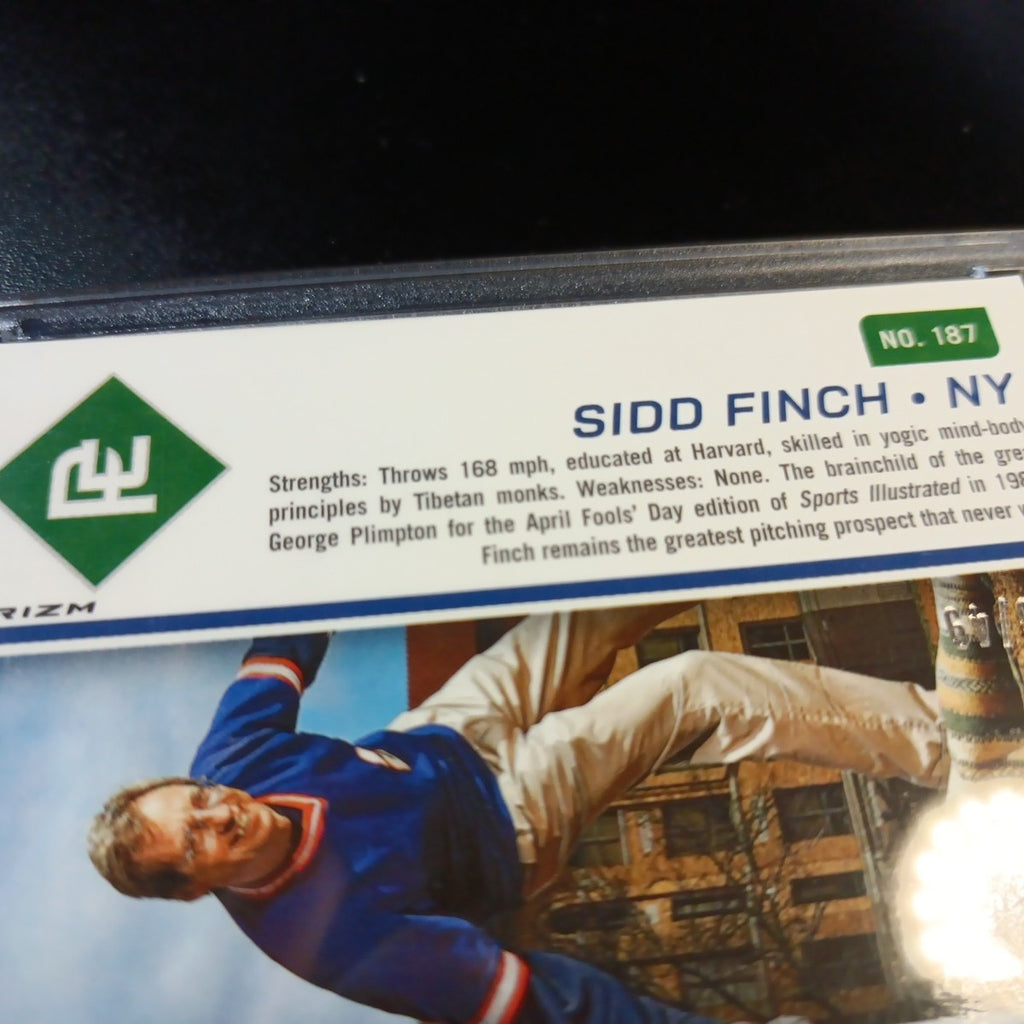 NO. 187
SIDD FINCH • NY
Strengths: Throws 168 mph, educated at Harvard, skilled in yogic mind-body
principles by Tibetan monks. Weaknesses: None. The brainchild of the
George Plimpton for the April Fools' Day edition of Sports Illustrated in
Finch remains the greatest pitching prospect that never
RIZM